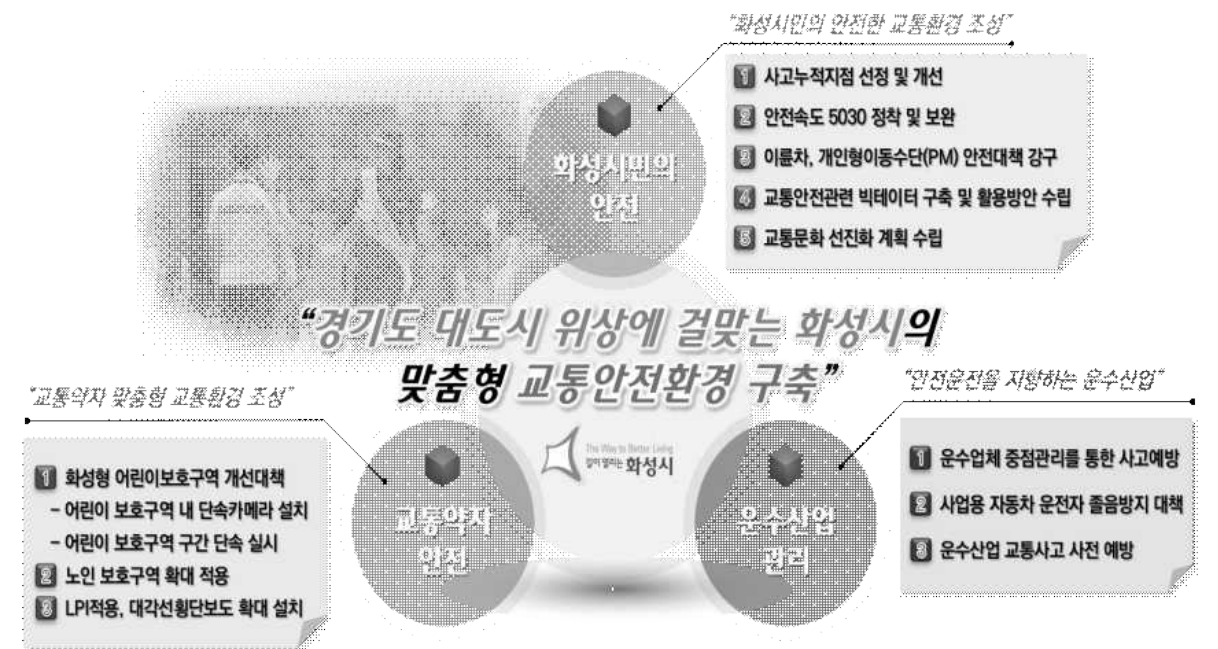 "화성시민의 안전한 교통환경 조성"
1 사고누적지점 선정 및 개선
2 안전속도 5030 정착 및 보완
3 이륜차, 개인형이동수단(PM) 안전대책 강구
4 교통안전관련 빅테이터 구축 및 활용방안 수립
5 교통문화 선진화 계획 수립
화성시민의
안전
"경기도 대도시 위상에 걸맞는 화성시의
맞춤형 교통안전환경 구축"
"교통약자 맞춤형 교통환경 조성"
1 화성형 어린이보호구역 개선대책
- 어린이 보호구역 내 단속카메라 설치
- 어린이 보호구역 구간 단속 실시
2 노인 보호구역 확대 적용
3 LPI적용, 대각선횡단보도 확대 설치
교통약자
안전
The Way to Better Living
길이 열리는 화성시
"안전운전을 지향하는 운수산업"
1 운수업체 중점관리를 통한 사고예방
2 사업용 자동차 운전자 졸음방지 대책
3 운수산업 교통사고 사전 예방
운수산업
관리